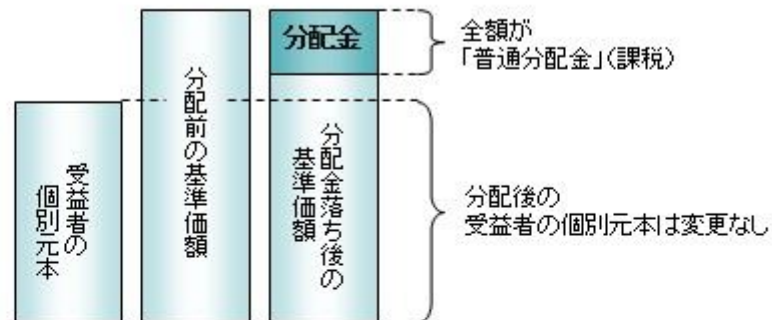 受益者の
個別元本
分配前の基準価額
分配金
分配金落ち後の
基準価額
全額が
「普通分配金」(課税)
分配後の
受益者の個別元本は変更なし